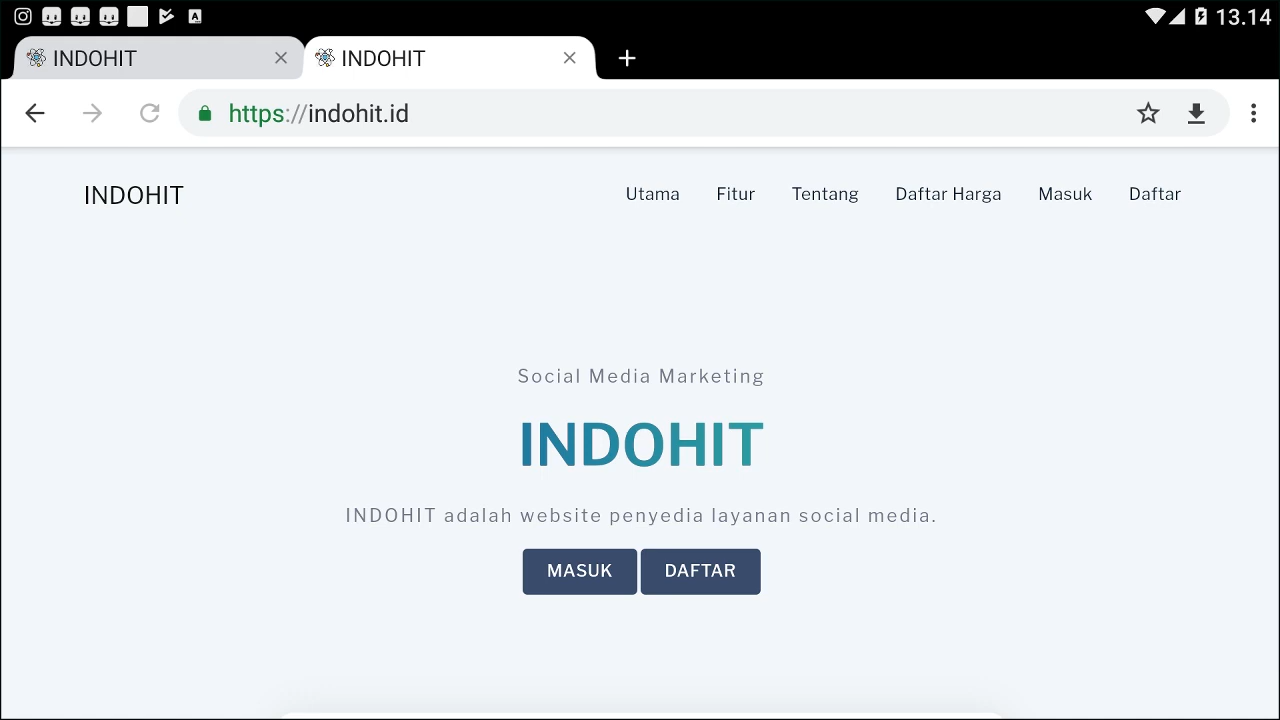 13.14
INDOHIT
INDOHIT
https://indohit.id
INDOHIT
Utama Fitur Tentang Daftar Harga Masuk Daftar
Social Media Marketing
INDOHIT
INDOHIT adalah website penyedia layanan social media.
MASUK DAFTAR